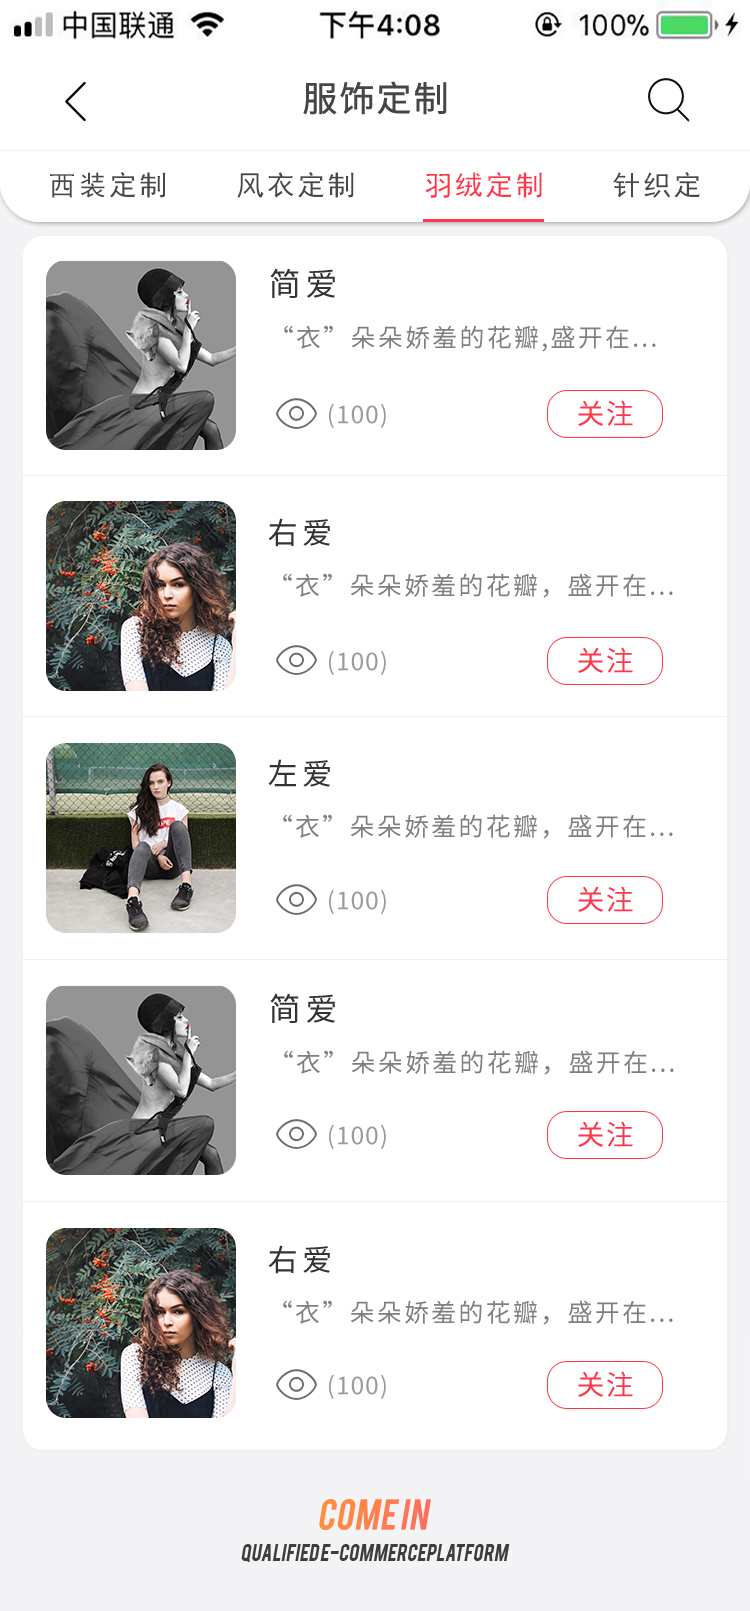 中国联通 下午4:08 100%
服饰定制
西装定制 风衣定制 羽绒定制 针织定
简爱
“衣”朵朵娇羞的花瓣,盛开在...
(100) 关注
右爱
“衣”朵朵娇羞的花瓣，盛开在...
(100) 关注
左爱
“衣”朵朵娇羞的花瓣，盛开在...
(100) 关注
简爱
“衣”朵朵娇羞的花瓣，盛开在...
(100) 关注
右爱
“衣”朵朵娇羞的花瓣，盛开在...
(100) 关注
COME IN
QUALIFIEDE-COMMERCEPLATFORM